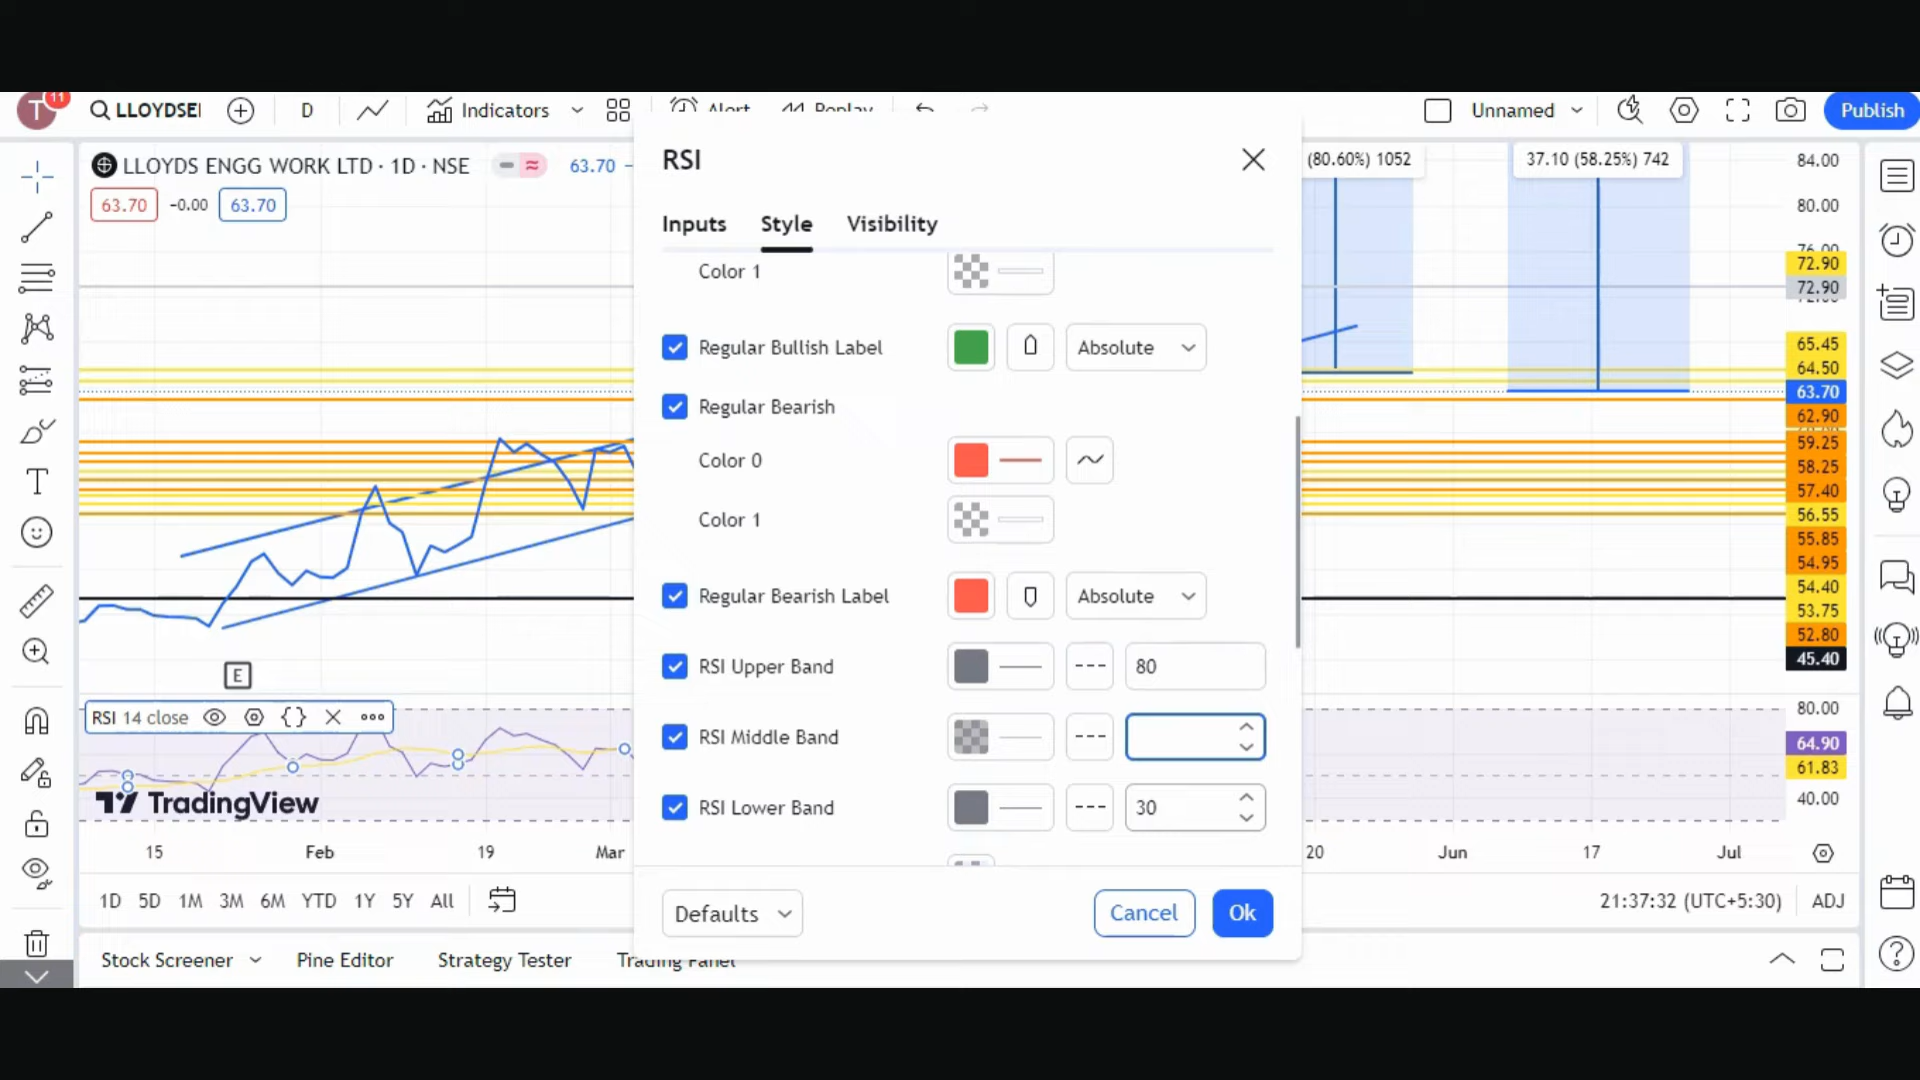 T
11
LLOYDSEI
D
Indicators
Alert
Replay
Unnamed
Publish
LLOYDS ENGG WORK LTD · 1D · NSE
63.70 -
63.70
-0.00
63.70
RSI
Inputs
Style
Visibility
Color 1
Regular Bullish Label
Absolute
Regular Bearish
Color 0
Color 1
Regular Bearish Label
Absolute
RSI Upper Band
80
RSI Middle Band
RSI Lower Band
30
Defaults
Cancel
Ok
(80.60%) 1052
37.10 (58.25%) 742
84.00
80.00
76.00
72.90
72.90
65.45
64.50
63.70
62.90
59.25
58.25
57.40
56.55
55.85
54.95
54.40
53.75
52.80
45.40
80.00
64.90
61.83
40.00
E
RSI 14 close
TradingView
15
Feb
19
Mar
20
Jun
17
Jul
1D
5D
1M
3M
6M
YTD
1Y
5Y
All
21:37:32 (UTC+5:30)
ADJ
Stock Screener
Pine Editor
Strategy Tester
Trading Panel